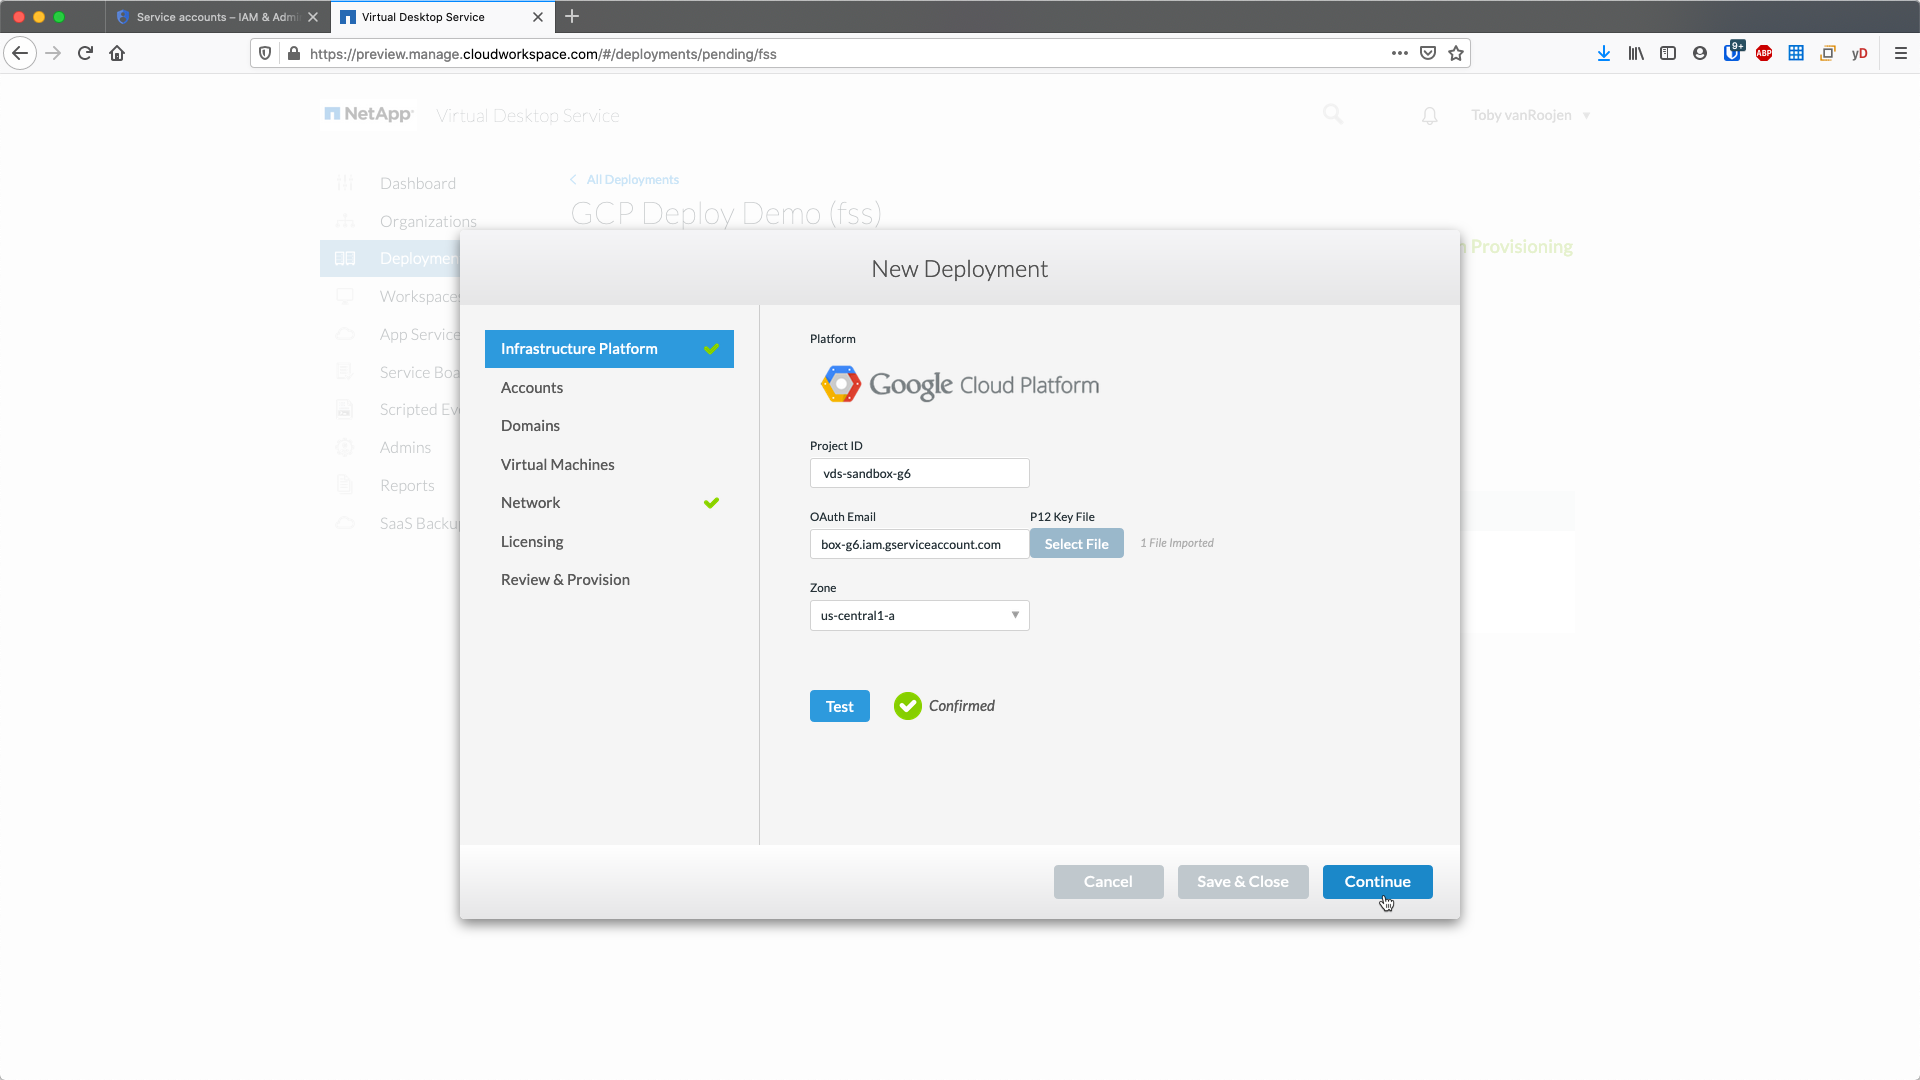 Service accounts – IAM & Admi
Virtual Desktop Service
https://preview.manage.cloudworkspace.com/#/deployments/pending/fss
9+
ABP
yD
NetApp
Virtual Desktop Service
Toby vanRoojen
Dashboard
Organizations
Deploymen
Workspaces
App Service
Service Boa
Scripted Ev
Admins
Reports
SaaS Backu
All Deployments
GCP Deploy Demo (fss)
n Provisioning
New Deployment
Infrastructure Platform
Accounts
Domains
Virtual Machines
Network
Licensing
Review & Provision
Platform
Google Cloud Platform
Project ID
vds-sandbox-g6
OAuth Email
P12 Key File
box-g6.iam.gserviceaccount.com
Select File
1 File Imported
Zone
us-central1-a
Test
Confirmed
Cancel
Save & Close
Continue